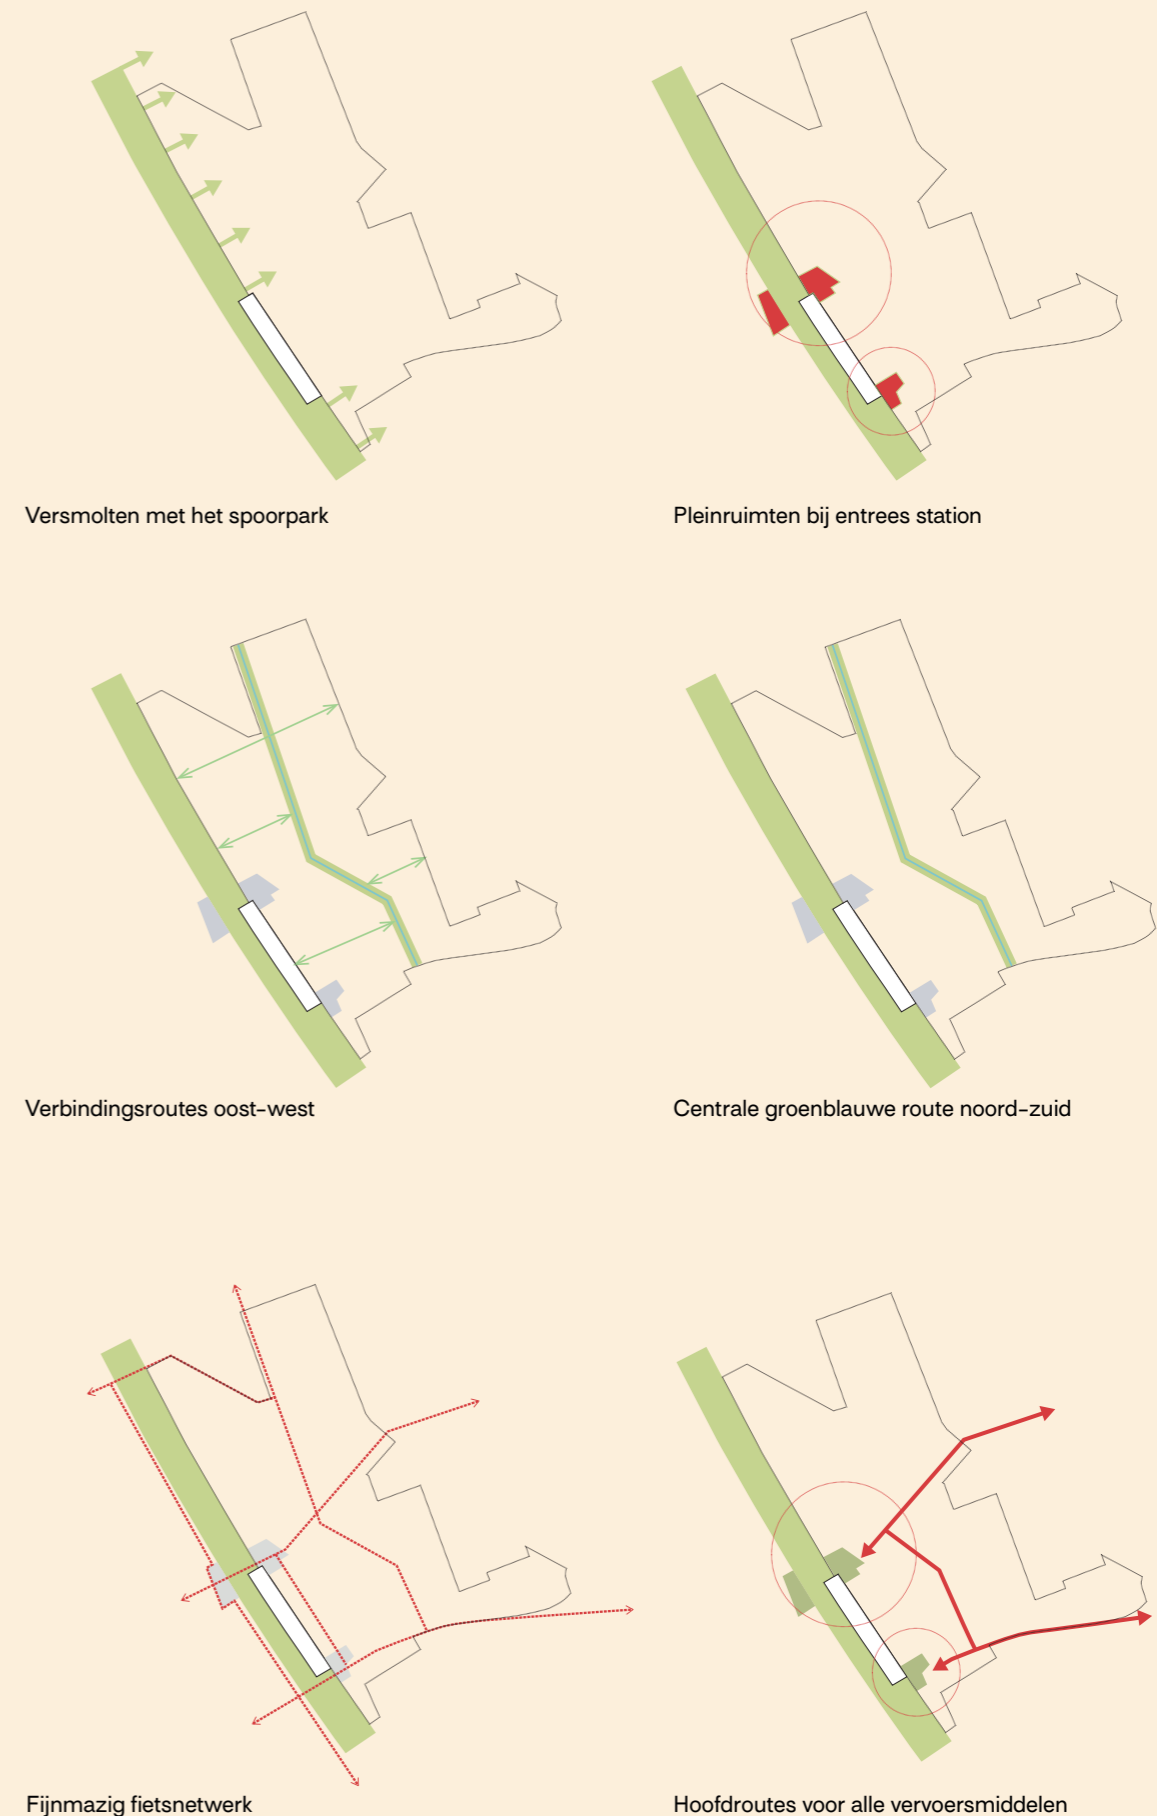 Versmolten met het spoorpark
Pleinruimten bij entrees station
Verbindingsroutes oost-west
Centrale groenblauwe route noord-zuid
Fijnmazig fietsnetwerk
Hoofdroutes voor alle vervoersmiddelen